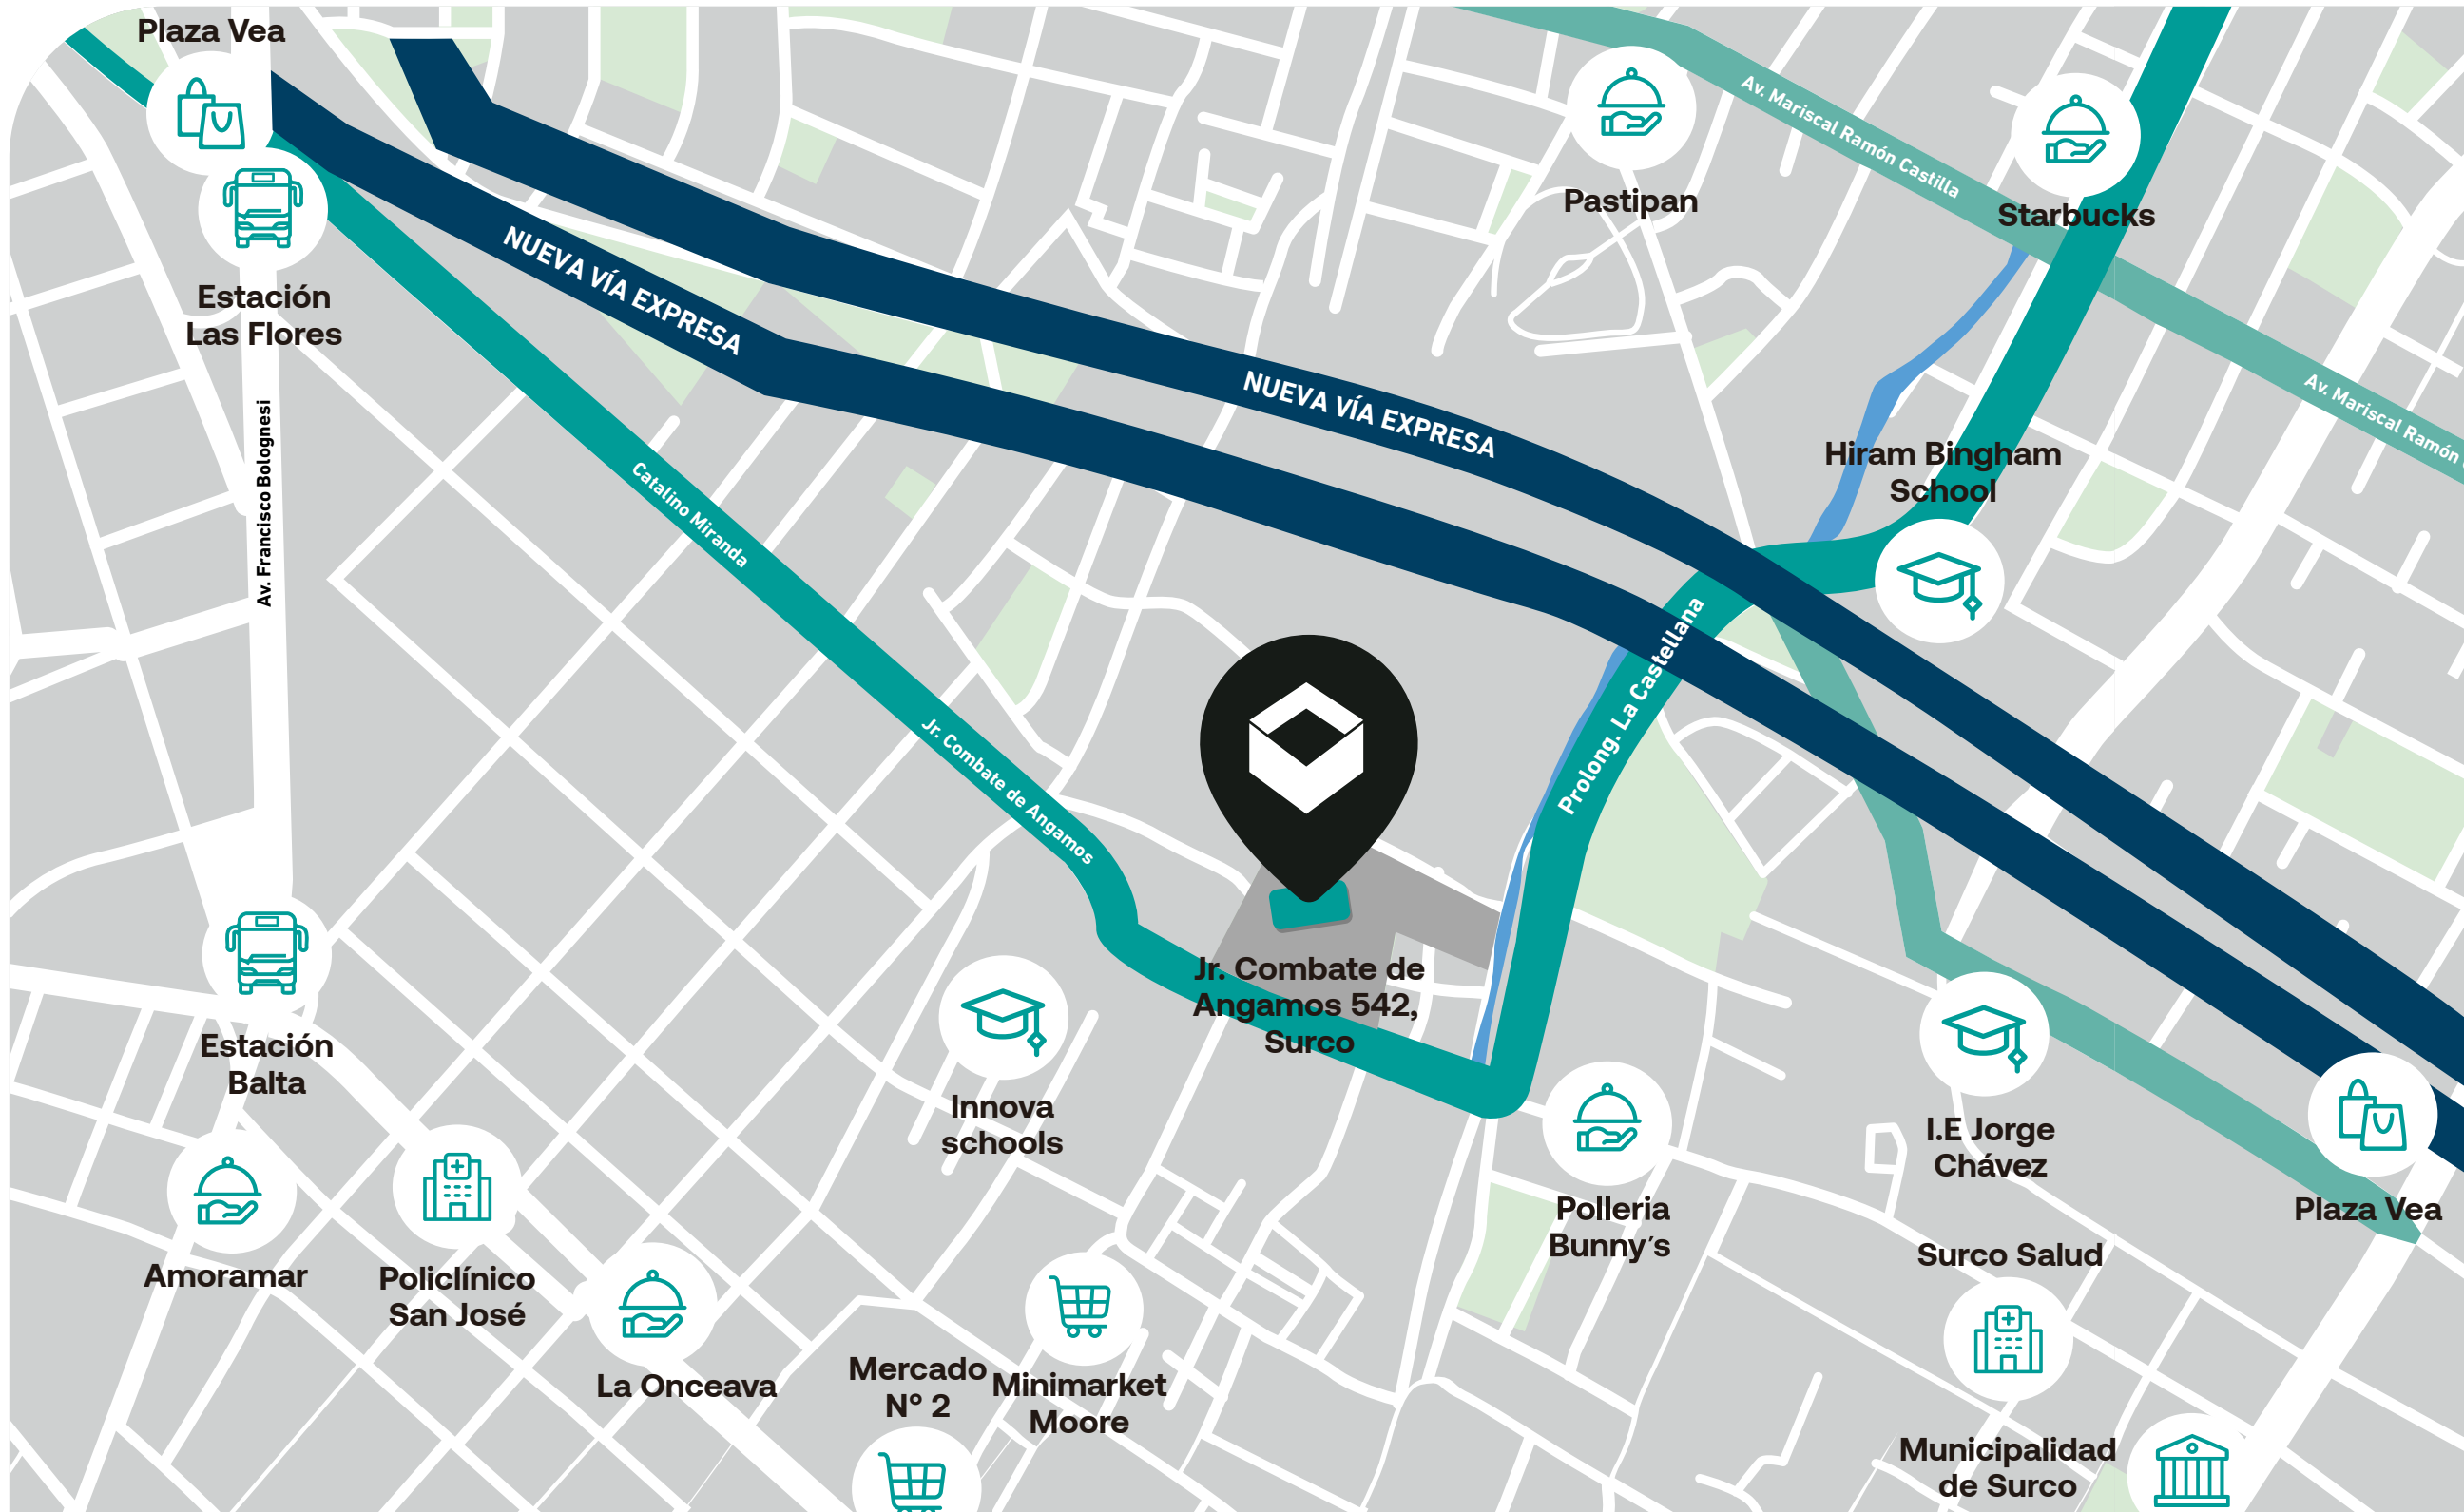 Plaza Vea
Av. Mariscal Ramón Castilla
Pastipan
Starbucks
NUEVA VÍA EXPRESA
Estación
Las Flores
NUEVA VÍA EXPRESA
Av. Mariscal Ramón
Av. Francisco Bolognesi
Hiram Bingham
School
Catalino Miranda
Prolong. La Castellana
Jr. Combate de Angamos
Jr. Combate de
Angamos 542,
Surco
Estación
Balta
Innova
schools
I.E Jorge
Chávez
Polleria
Bunny´s
Plaza Vea
Surco Salud
Amoramar
Policlínico
San José
La Onceava
Mercado
N° 2
Minimarket
Moore
Municipalidad
de Surco